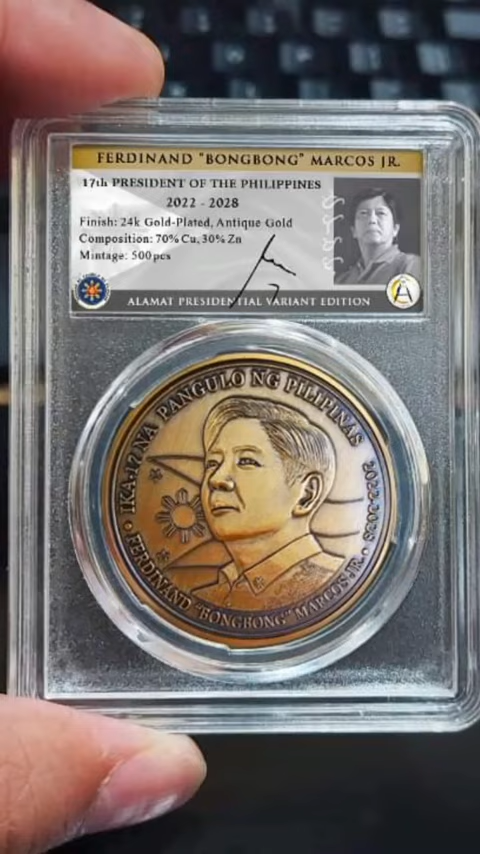 FERDINAND "BONGBONG" MARCOS JR.
17th PRESIDENT OF THE PHILIPPINES
2022 - 2028
Finish: 24k Gold-Plated, Antique Gold
Composition: 70% Cu, 30% Zn
Mintage: 500pcs
ALAMAT PRESIDENTIAL VARIANT EDITION
IKA-17 NA PANGULO NG PILIPINAS
2022-2028
FERDINAND "BONGBONG" MARCOS JR.